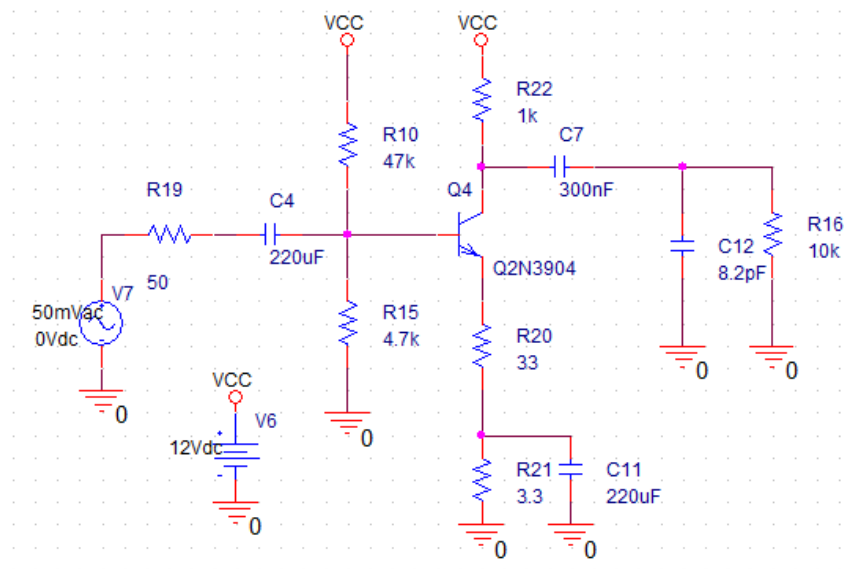 VCC
VCC
R22
1k
R10
47k
C7
300nF
R19
50
C4
220uF
Q4
Q2N3904
C12
8.2pF
R16
10k
V7
50mVac
0Vdc
R15
4.7k
R20
33
0
0
0
VCC
V6
12Vdc
0
0
R21
3.3
C11
220uF
0
0